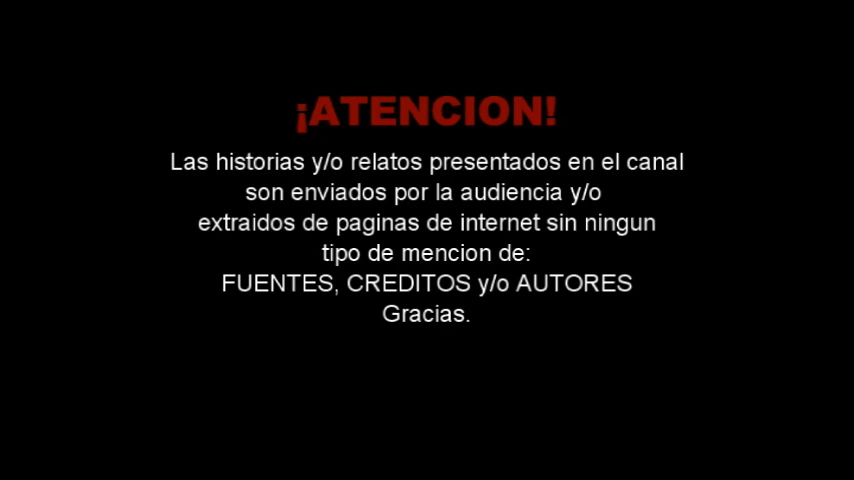 ¡ATENCION!
Las historias y/o relatos presentados en el canal
son enviados por la audiencia y/o
extraidos de paginas de internet sin ningun
tipo de mencion de:
FUENTES, CREDITOS y/o AUTORES
Gracias.